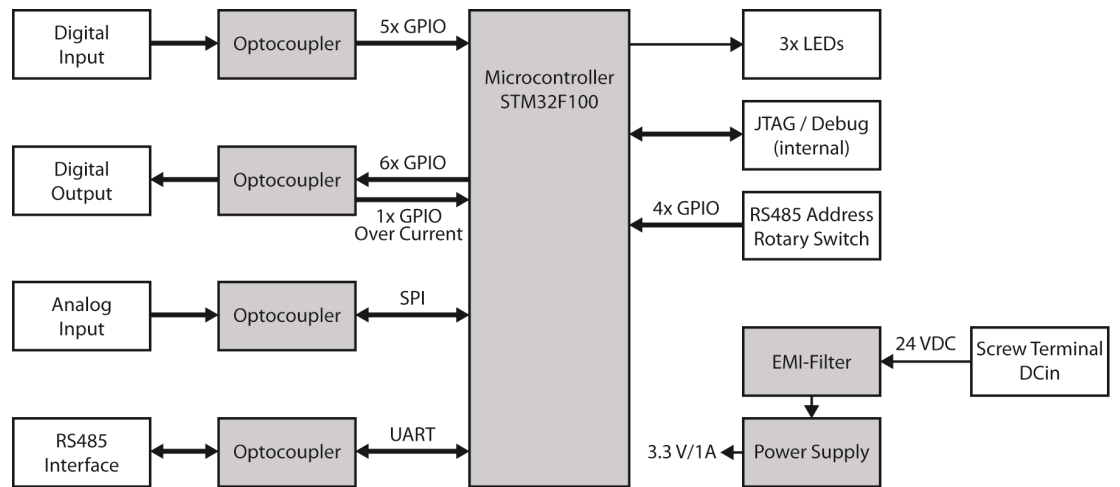 Digital
Input
Optocoupler
5x GPIO
Microcontroller
STM32F100
3x LEDs
JTAG / Debug
(internal)
Digital
Output
Optocoupler
6x GPIO
1x GPIO
Over Current
4x GPIO
RS485 Address
Rotary Switch
Analog
Input
Optocoupler
SPI
EMI-Filter
24 VDC
Screw Terminal
DCin
RS485
Interface
Optocoupler
UART
3.3 V/1A
Power Supply